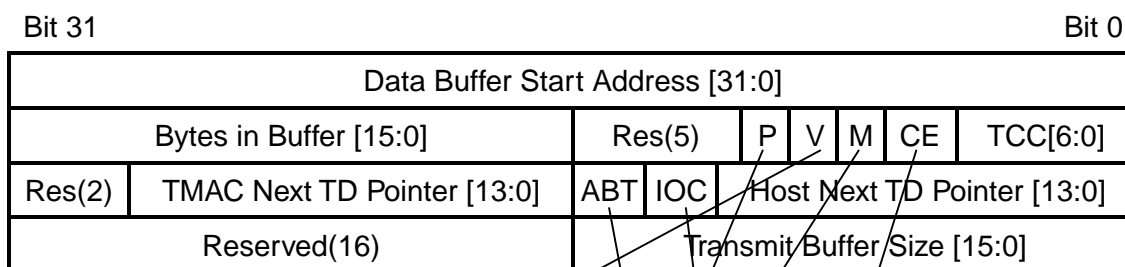 Bit 31 Bit 0
Data Buffer Start Address [31:0]
Bytes in Buffer [15:0] Res(5) P V M CE TCC[6:0]
Res(2) TMAC Next TD Pointer [13:0] ABT IOC Host Next TD Pointer [13:0]
Reserved(16) Transmit Buffer Size [15:0]